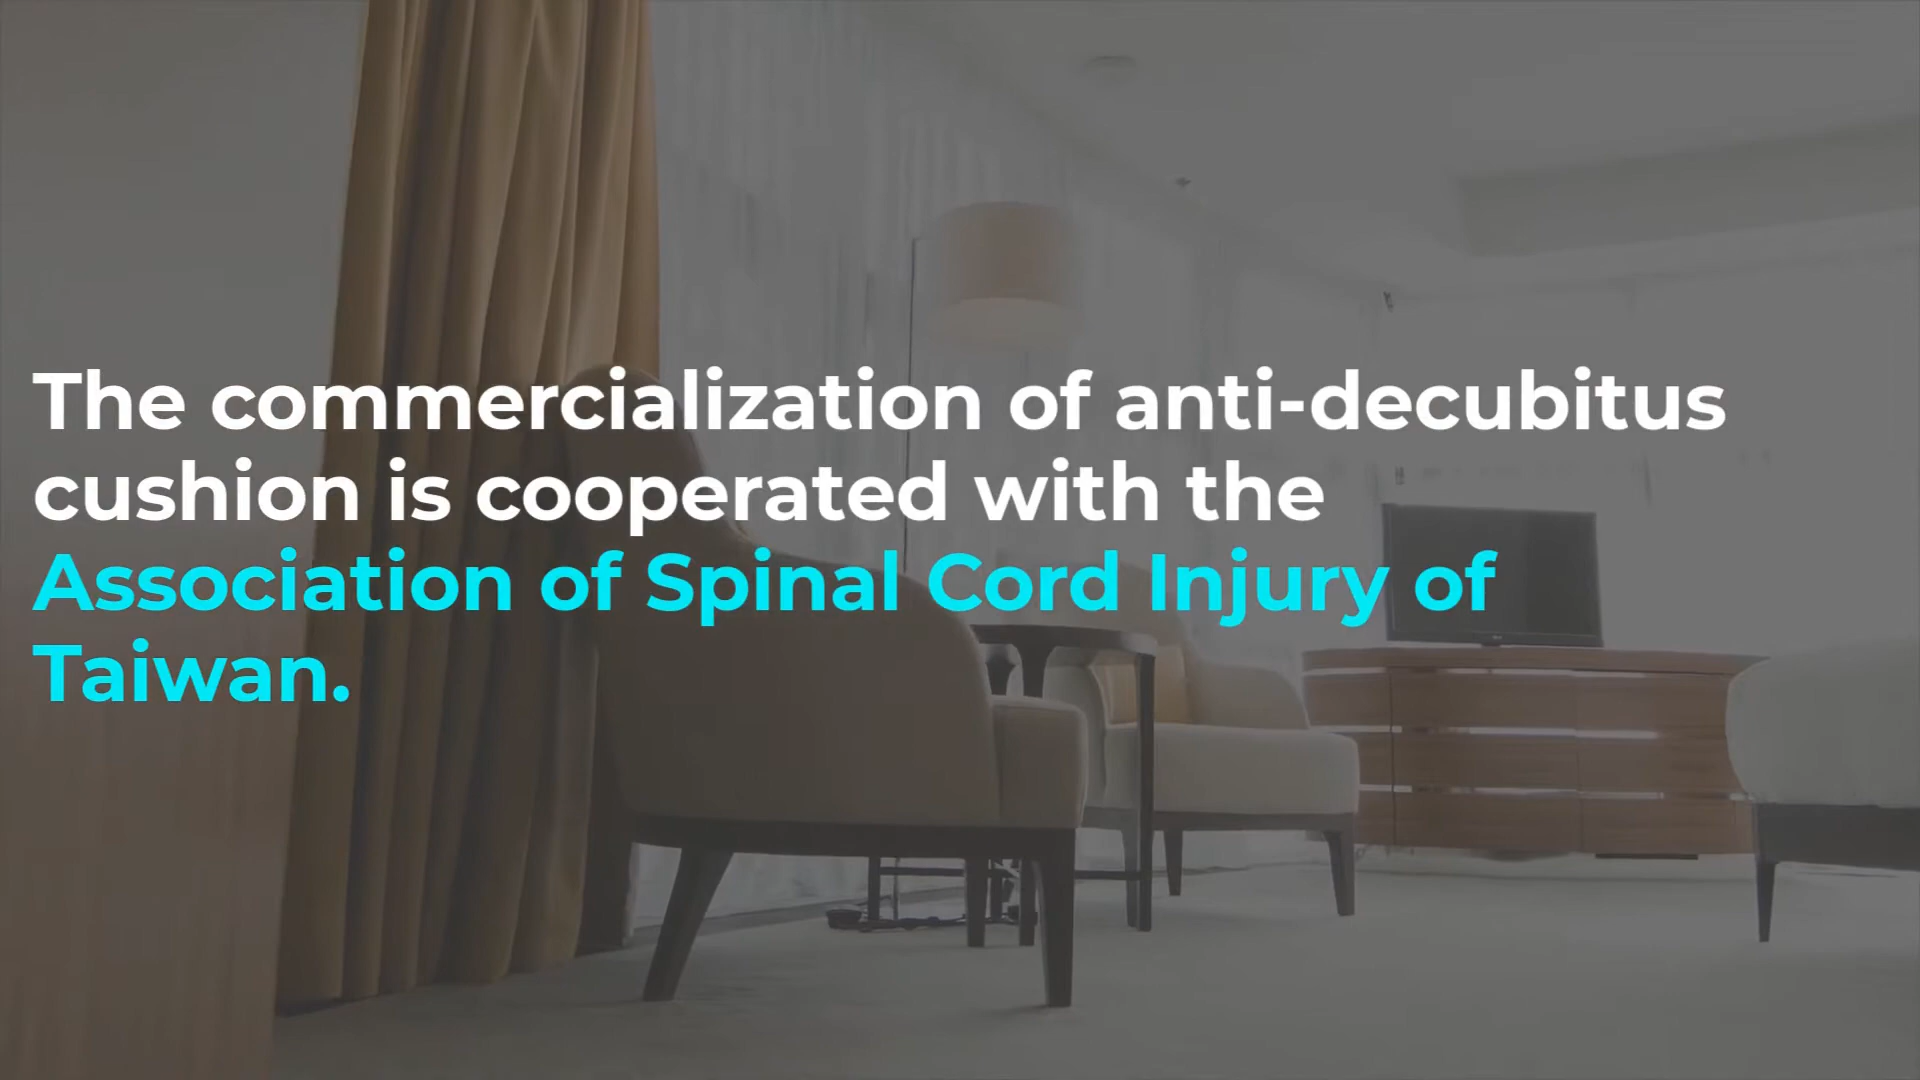 The commercialization of anti-decubitus
cushion is cooperated with the
Association of Spinal Cord Injury of
Taiwan.